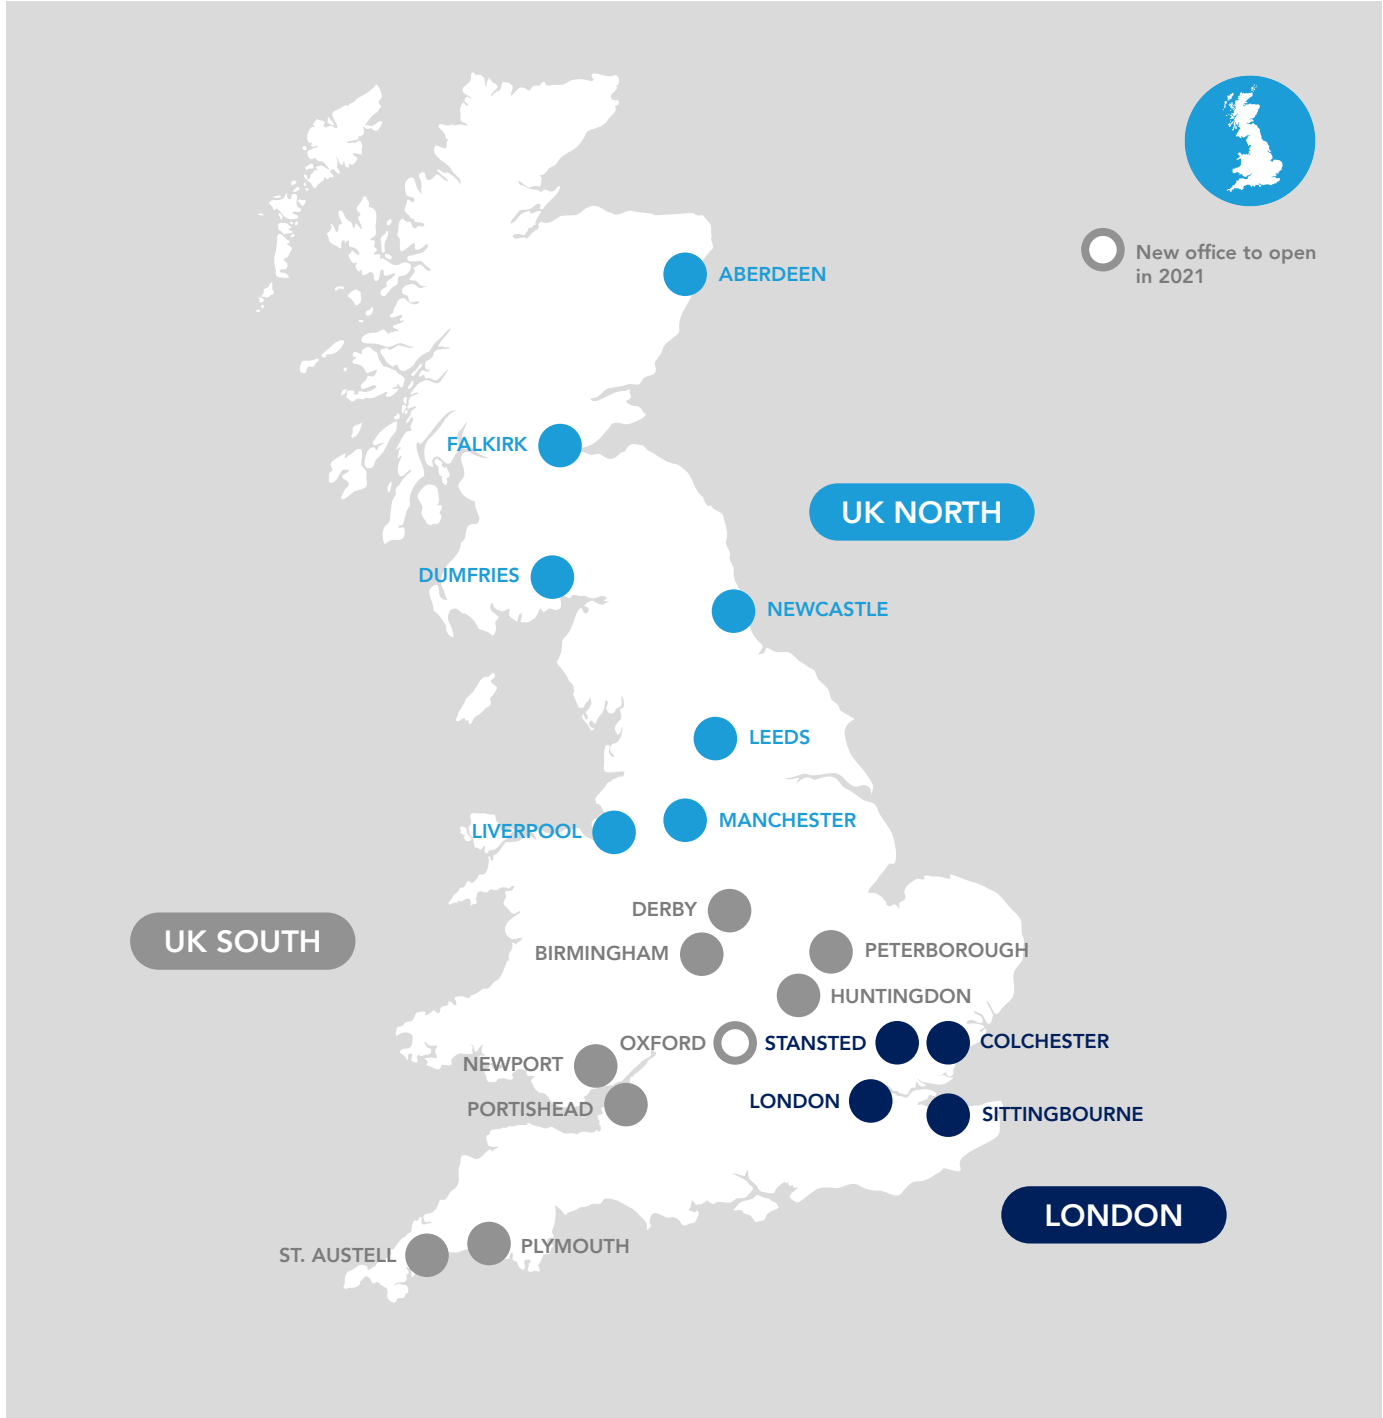 New office to open
in 2021
ABERDEEN
FALKIRK
UK NORTH
DUMFRIES
NEWCASTLE
LEEDS
MANCHESTER
LIVERPOOL
DERBY
UK SOUTH
BIRMINGHAM
PETERBOROUGH
HUNTINGDON
OXFORD
STANSTED
COLCHESTER
NEWPORT
LONDON
PORTISHEAD
SITTINGBOURNE
LONDON
PLYMOUTH
ST. AUSTELL